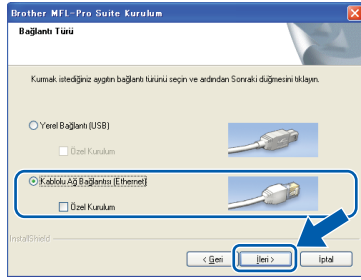 Brother MFL-Pro Suite Kurulum
Bağlantı Türü
Kurmak istediğiniz aygıtın bağlantı türünü seçin ve ardından Sonraki düğmesini tıklayın.
Yerel Bağlantı (USB)
Özel Kurulum
Kablolu Ağ Bağlantısı (Ethernet)
Özel Kurulum
InstallShield
< Geri İleri > İptal